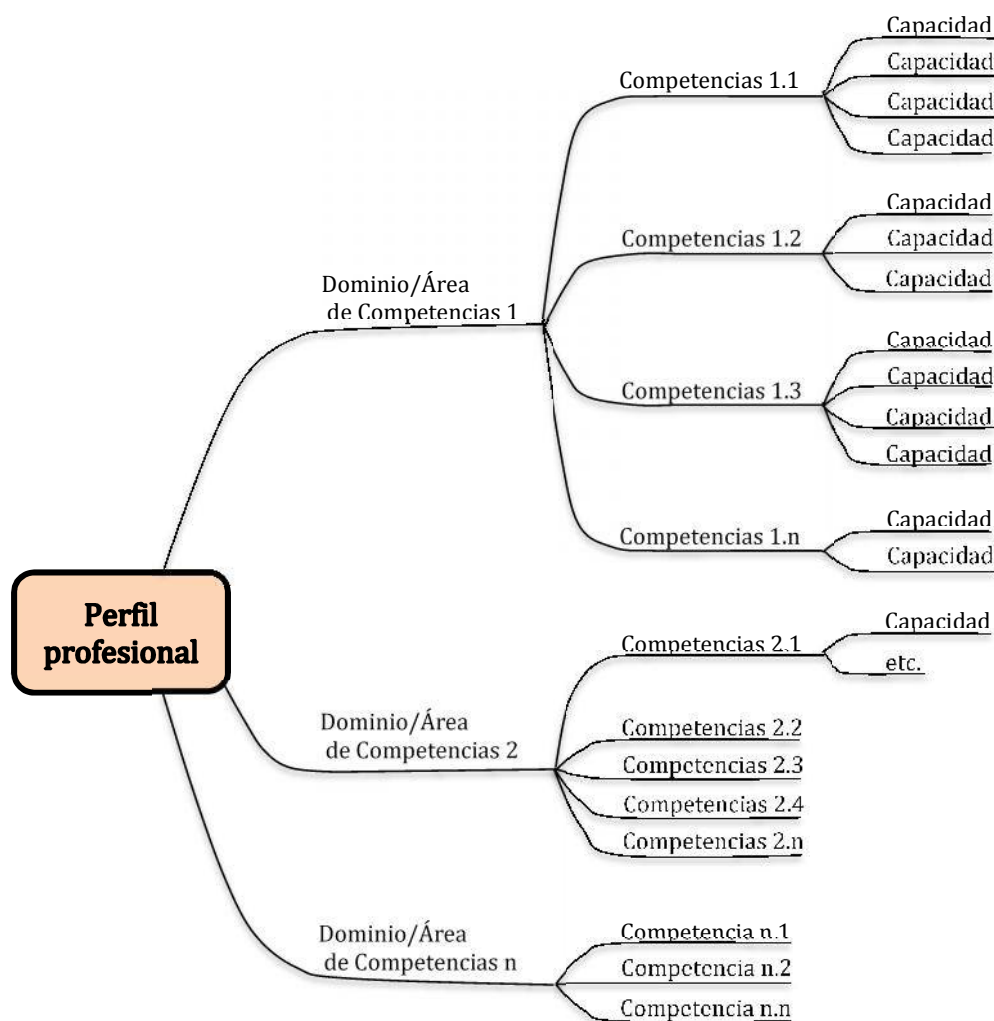 Perfil
profesional
Dominio/Área
de Competencias 1
Competencias 1.1
Capacidad
Capacidad
Capacidad
Capacidad
Competencias 1.2
Capacidad
Capacidad
Capacidad
Competencias 1.3
Capacidad
Capacidad
Capacidad
Capacidad
Competencias 1.n
Capacidad
Capacidad
Dominio/Área
de Competencias 2
Competencias 2.1
Capacidad
etc.
Competencias 2.2
Competencias 2.3
Competencias 2.4
Competencias 2.n
Dominio/Área
de Competencias n
Competencia n.1
Competencia n.2
Competencia n.n